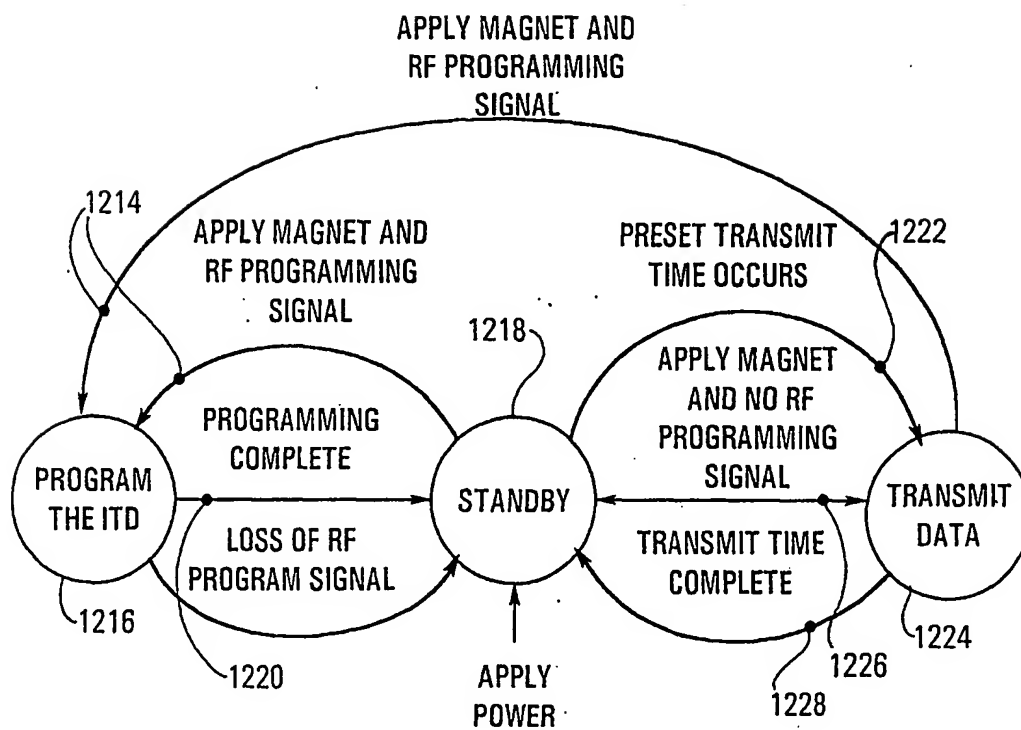 APPLY MAGNET AND
RF PROGRAMMING
SIGNAL
1214
APPLY MAGNET AND
RF PROGRAMMING
SIGNAL
PRESET TRANSMIT
TIME OCCURS
1222
1218
APPLY MAGNET
AND NO RF
PROGRAMMING
SIGNAL
PROGRAMMING
COMPLETE
PROGRAM
THE ITD
STANDBY
TRANSMIT
DATA
LOSS OF RF
PROGRAM SIGNAL
TRANSMIT TIME
COMPLETE
1216
1220
APPLY
POWER
1228
1226
1224